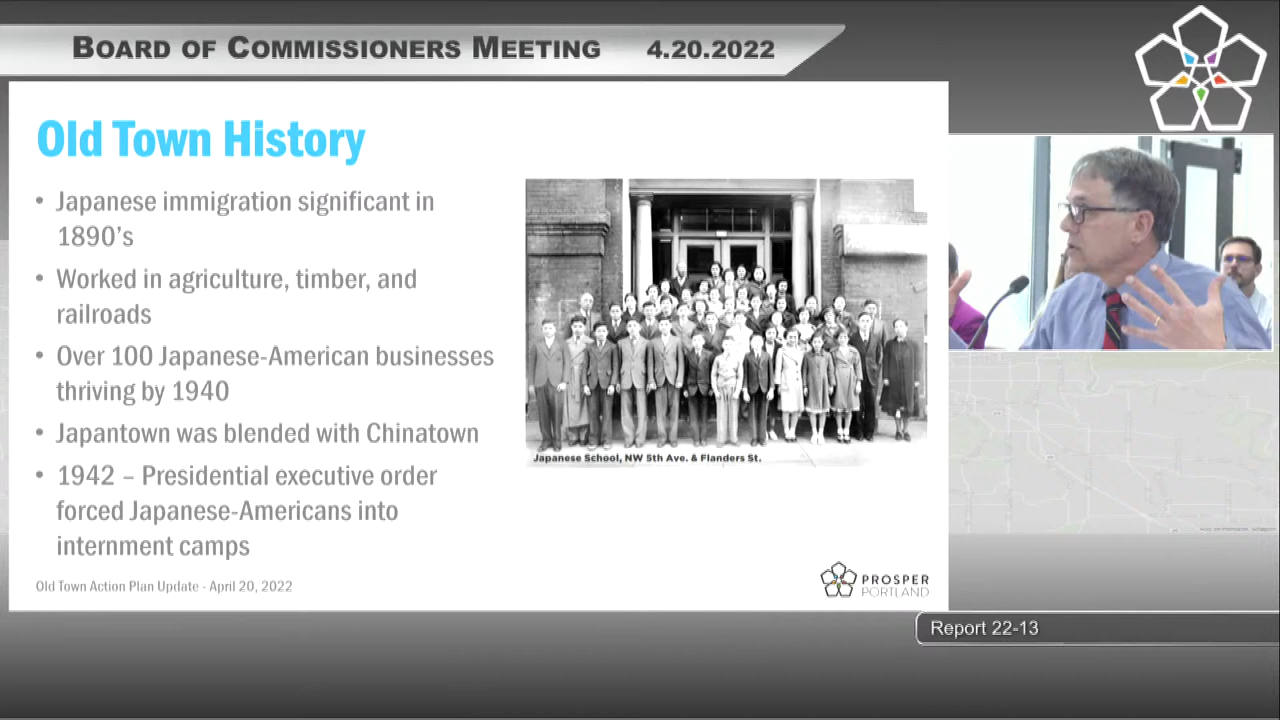 BOARD OF COMMISSIONERS MEETING 4.20.2022
Old Town History
• Japanese immigration significant in
1890's
• Worked in agriculture, timber, and
railroads
• Over 100 Japanese-American businesses
thriving by 1940
• Japantown was blended with Chinatown
• 1942 – Presidential executive order
forced Japanese-Americans into
internment camps
Japanese School, NW 5th Ave. & Flanders St.
Old Town Action Plan Update - April 20, 2022
PROSPER
PORTLAND
Report 22-13